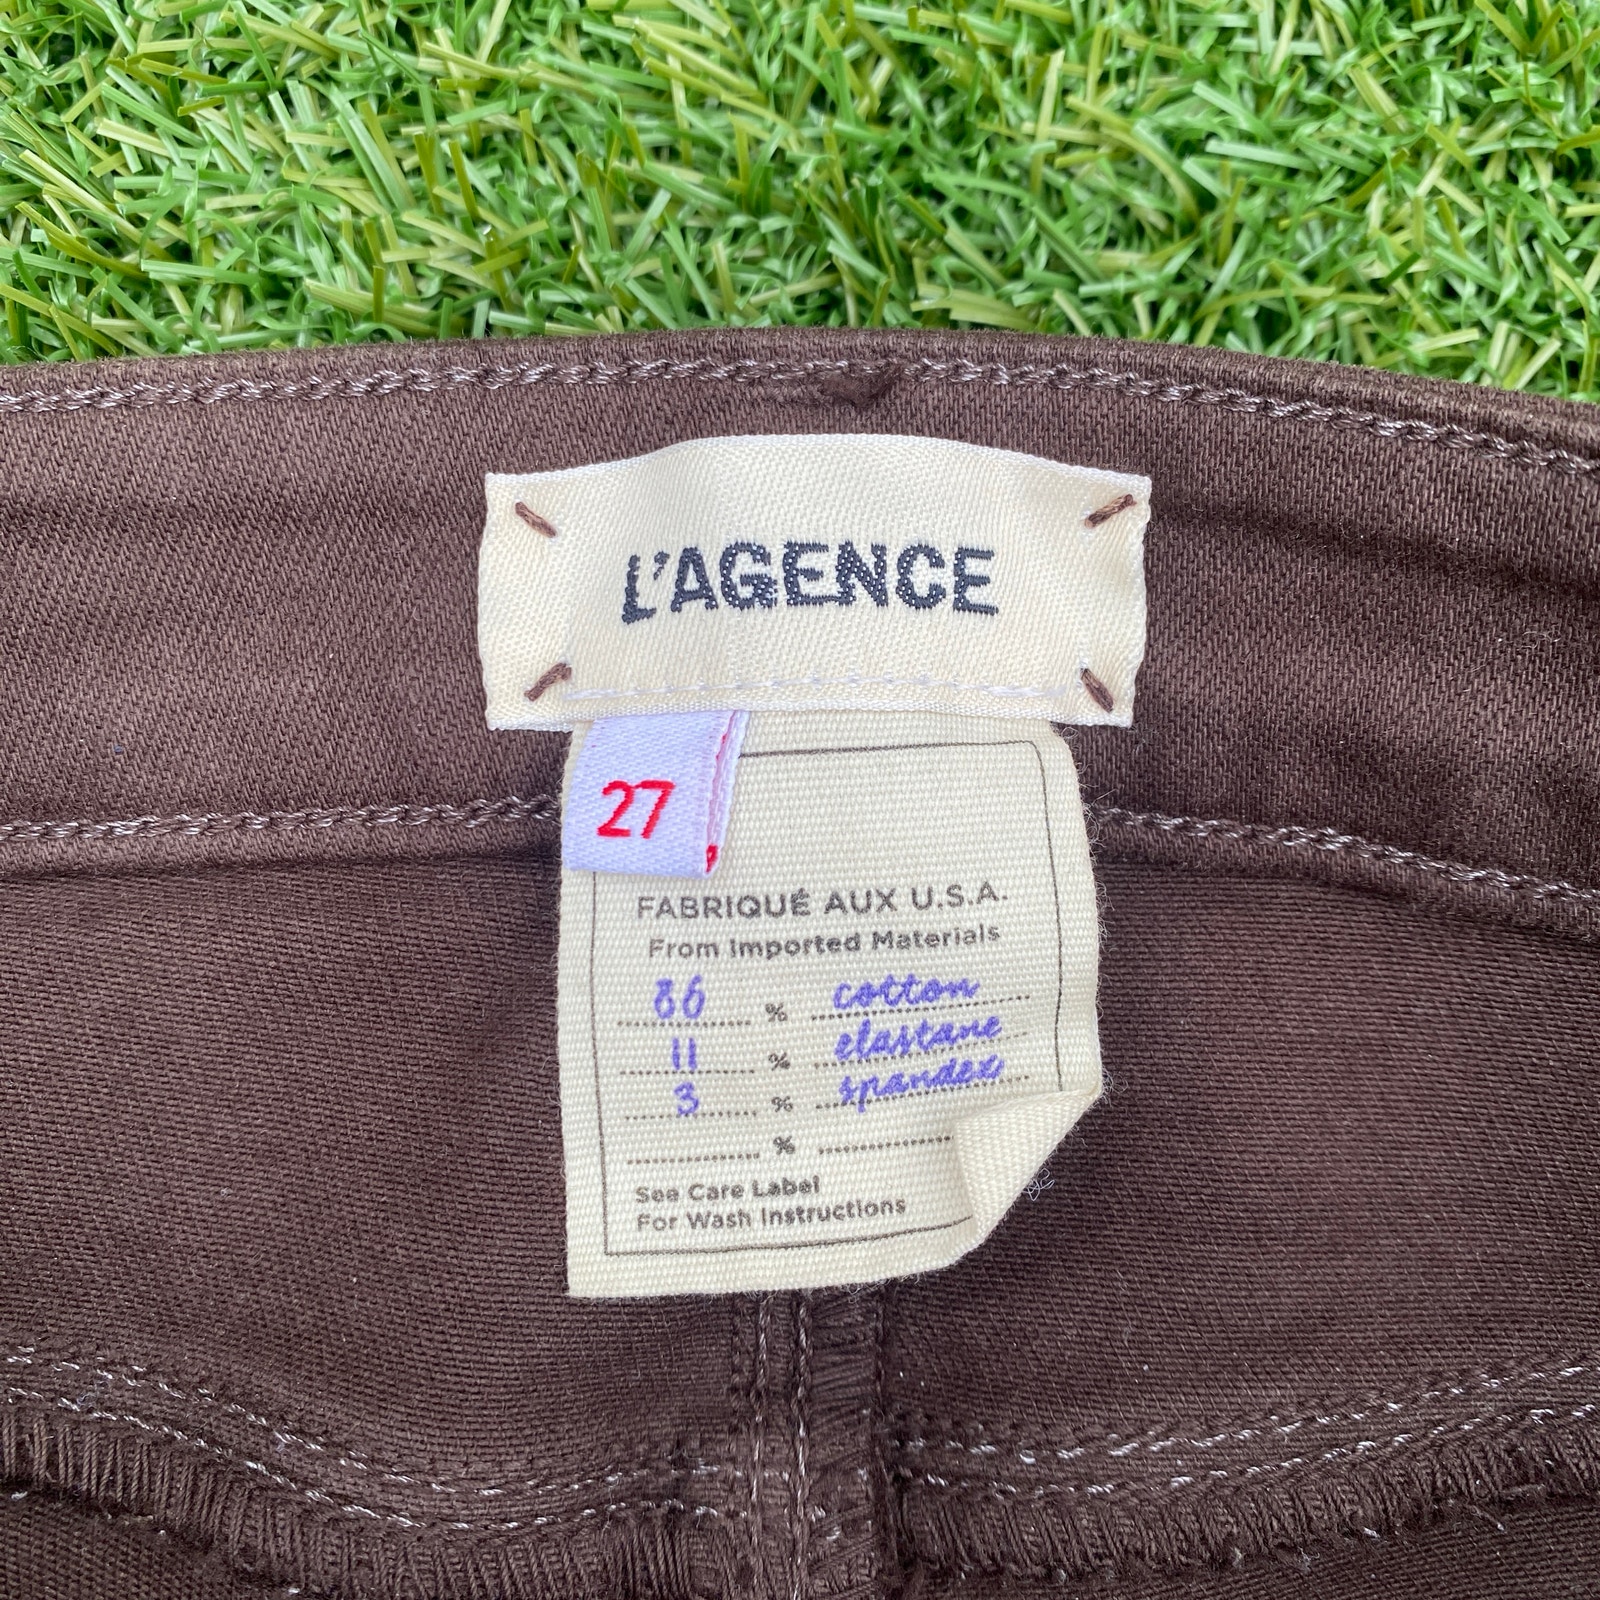 L'AGENCE
27
FABRIQUÉ AUX U.S.A.
From Imported Materials
86 % cotton
11 % elastane
3 % spandex
%
See Care Label
For Wash Instructions